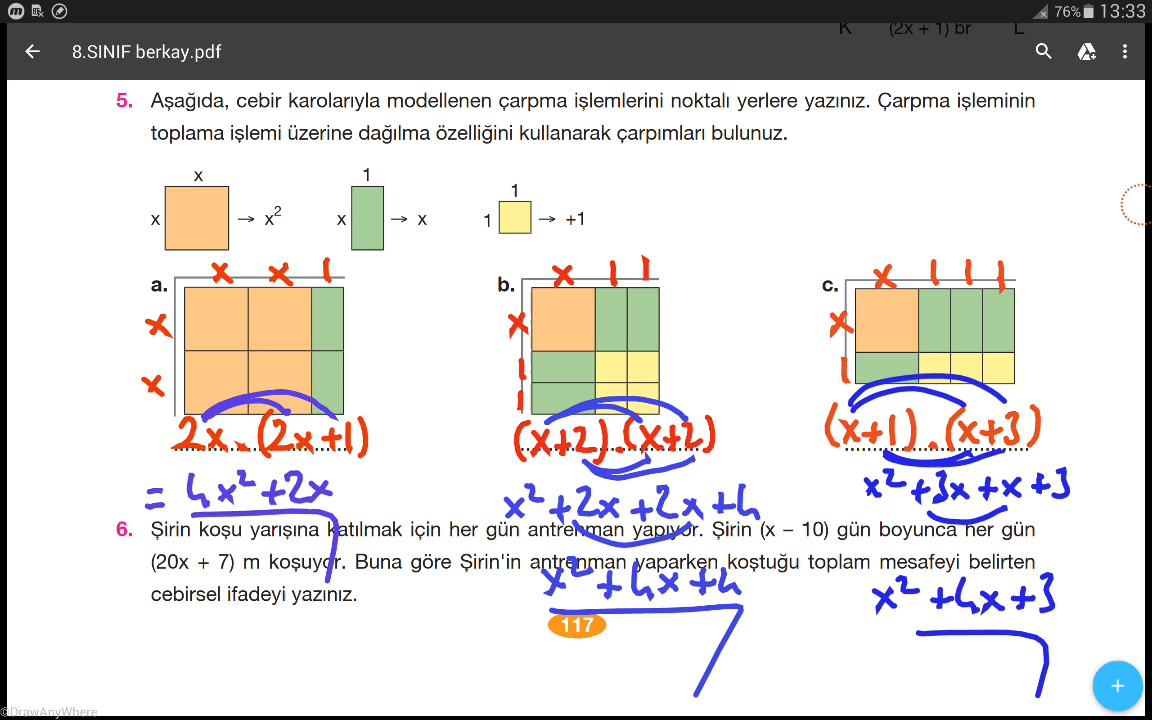 76% 13:33
K (2x + 1) br L
8.SINIF berkay.pdf
5. Aşağıda, cebir karolarıyla modellenen çarpma işlemlerini noktalı yerlere yazınız. Çarpma işleminin
toplama işlemi üzerine dağılma özelliğini kullanarak çarpımları bulunuz.
x
x → x²
1
x → x
1
1 → +1
a.
x x 1
x
x
2x.(2x+1)
= 4x²+2x
b.
x 1 1
x
1
1
(x+2).(x+2)
x²+2x+2x+4
x²+4x+4
c.
x 1 1 1
x
1
(x+1).(x+3)
x²+3x+x+3
x²+4x+3
6. Şirin koşu yarışına katılmak için her gün antrenman yapıyor. Şirin (x – 10) gün boyunca her gün
(20x + 7) m koşuyor. Buna göre Şirin'in antrenman yaparken koştuğu toplam mesafeyi belirten
cebirsel ifadeyi yazınız.
117
+
©DrawAnyWhere